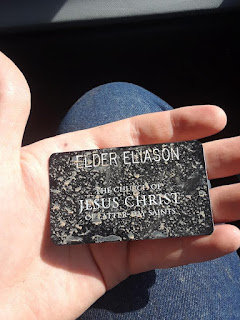 ELDER ELIASON
THE CHURCH OF
JESUS CHRIST
OF LATTER-DAY SAINTS